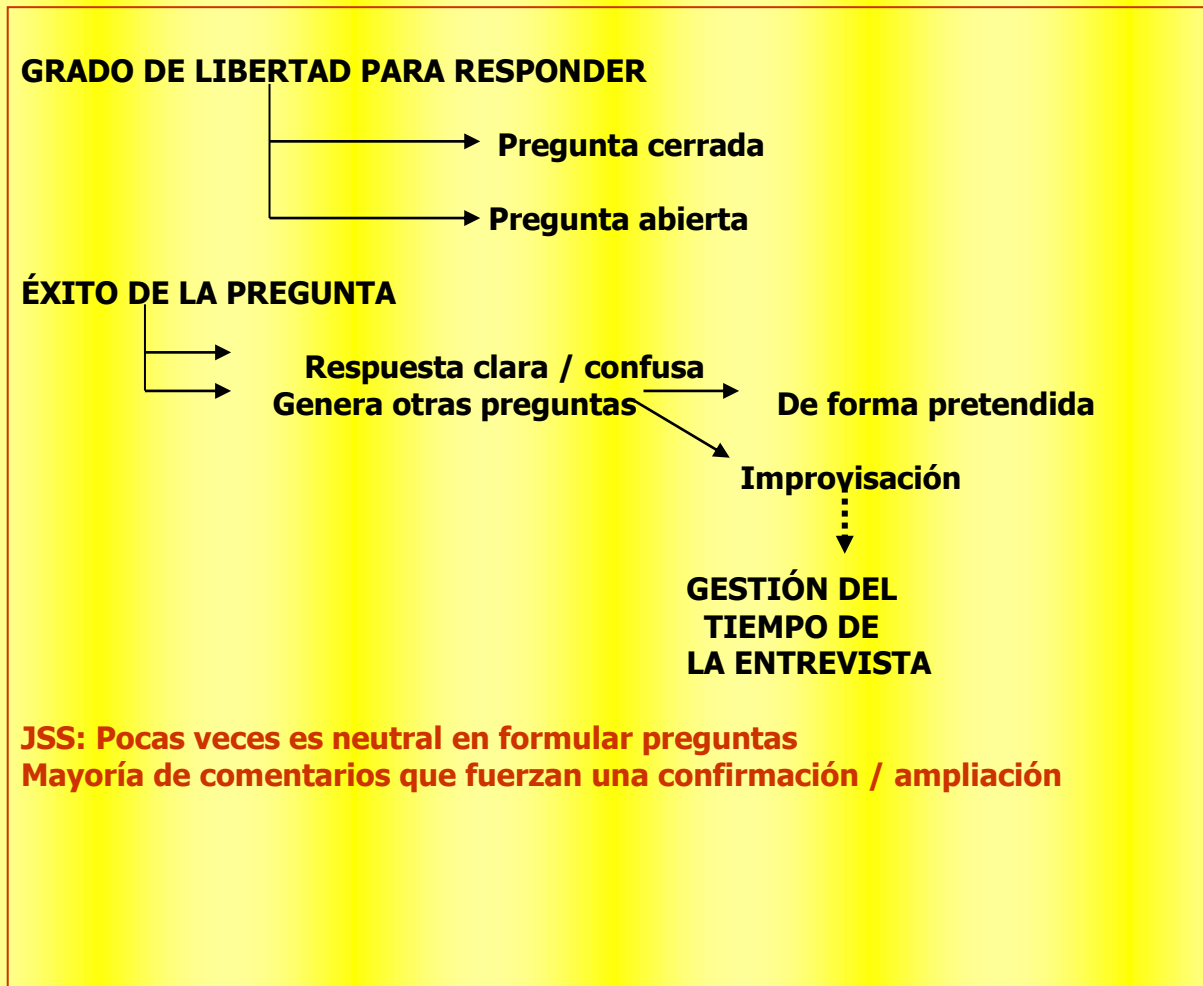 GRADO DE LIBERTAD PARA RESPONDER
Pregunta cerrada
Pregunta abierta
ÉXITO DE LA PREGUNTA
Respuesta clara / confusa
Genera otras preguntas
De forma pretendida
Improvisación
GESTIÓN DEL
TIEMPO DE
LA ENTREVISTA
JSS: Pocas veces es neutral en formular preguntas
Mayoría de comentarios que fuerzan una confirmación / ampliación